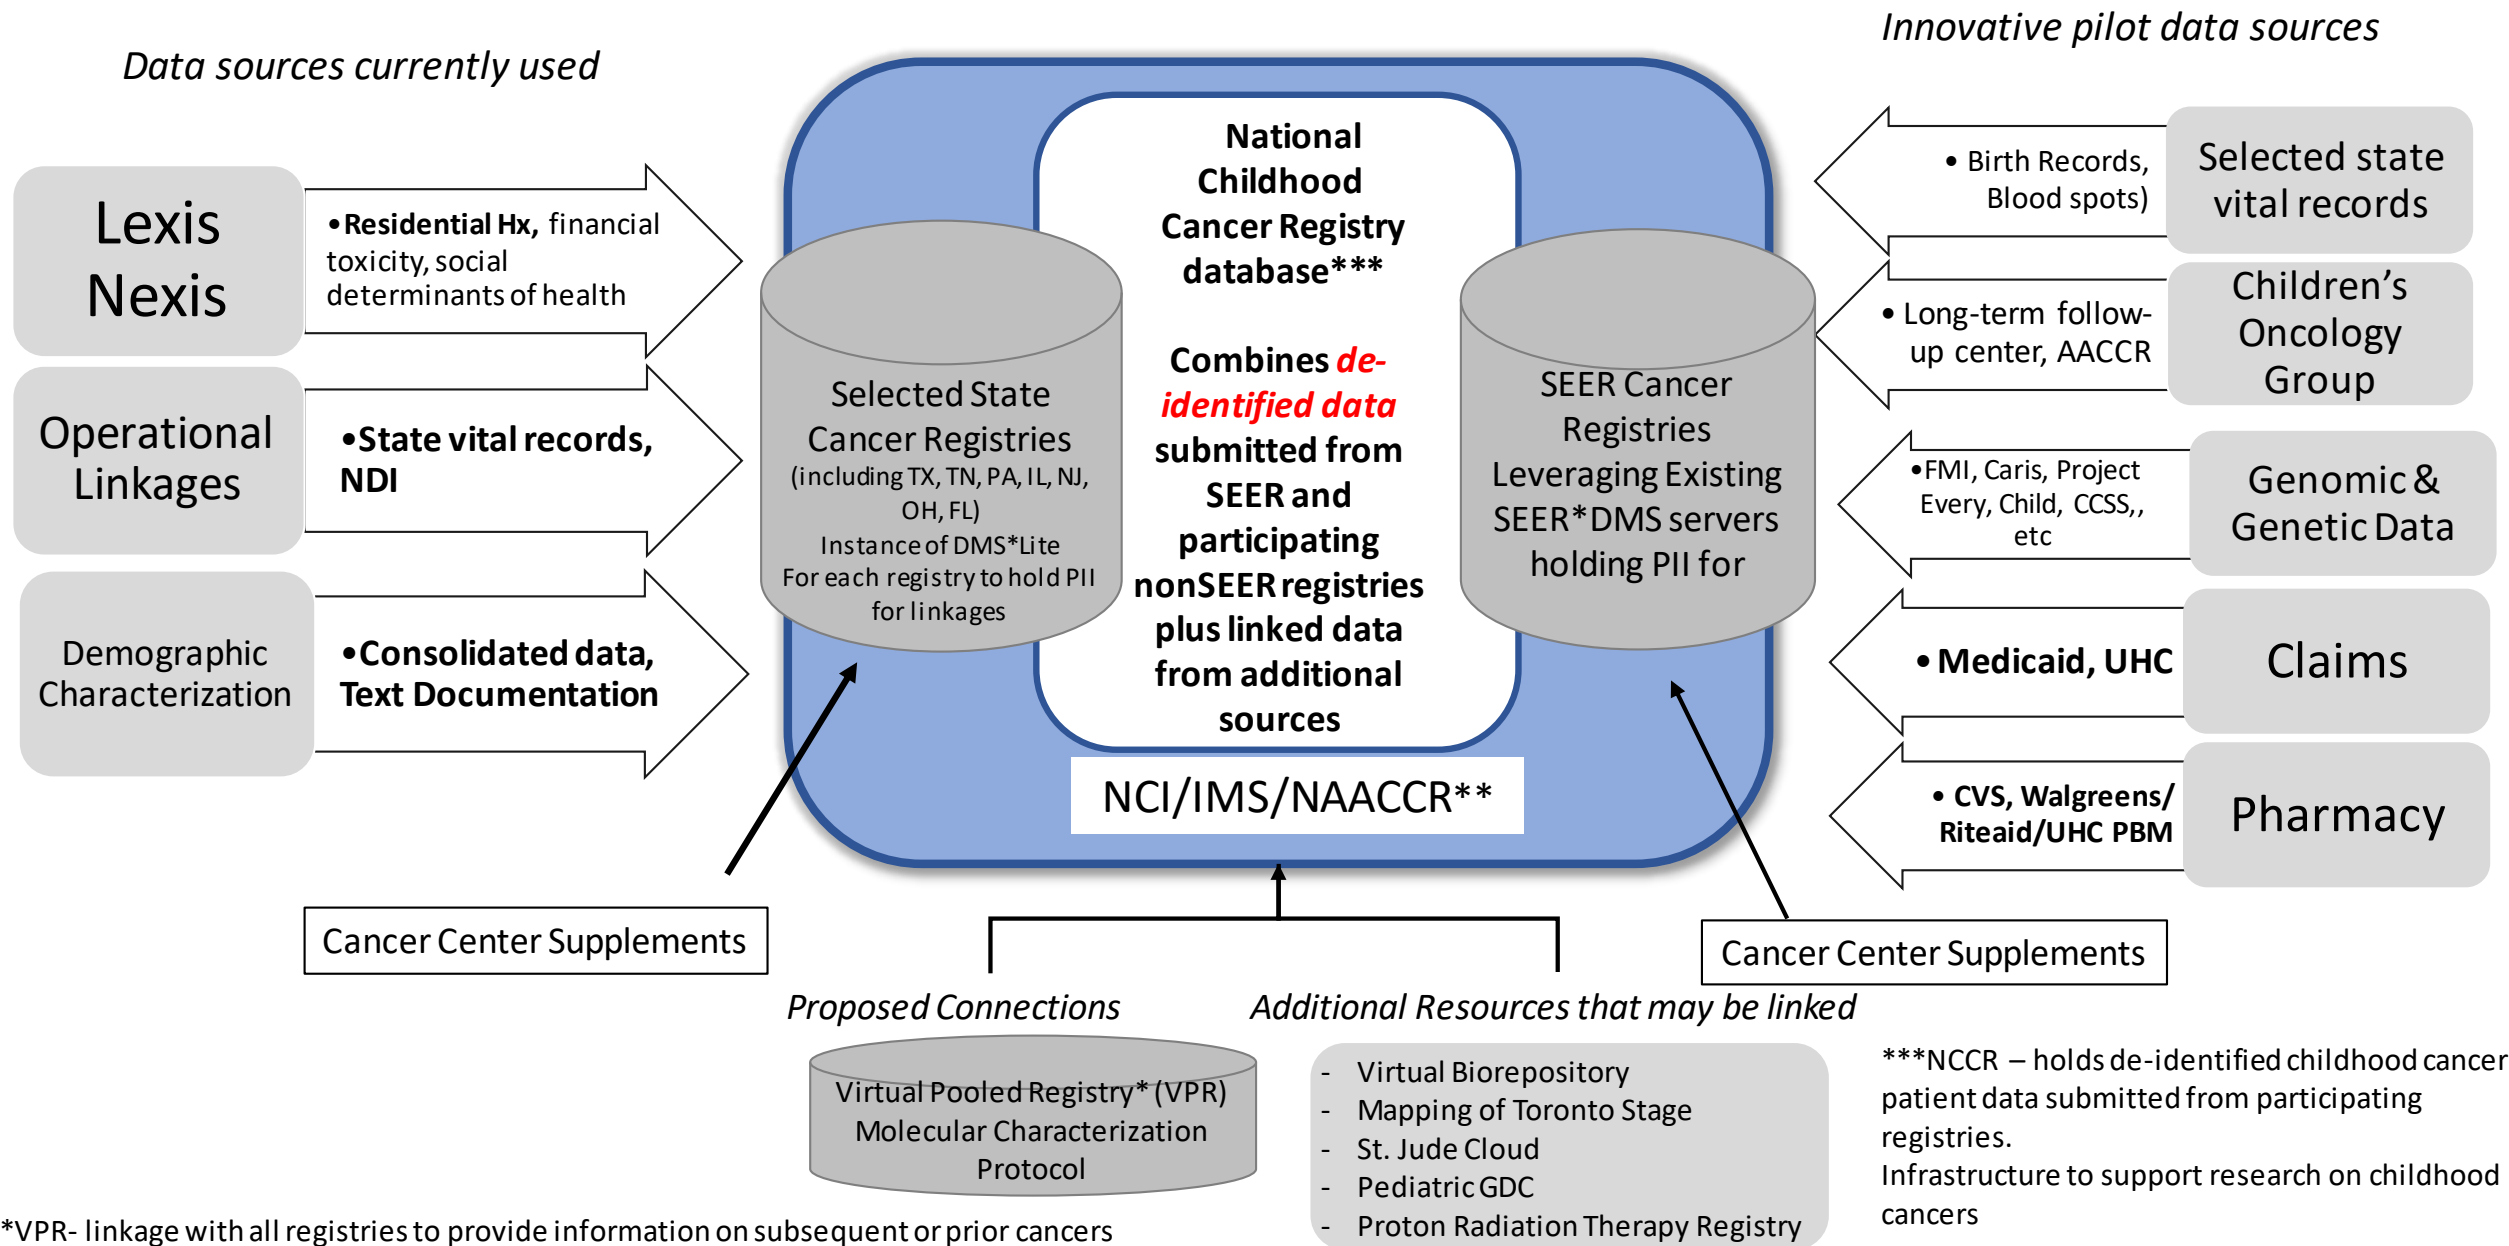 Data sources currently used
Innovative pilot data sources
Lexis
Nexis
•Residential Hx, financial
toxicity, social
determinants of health
Operational
Linkages
•State vital records,
NDI
Demographic
Characterization
•Consolidated data,
Text Documentation
Selected State
Cancer Registries
(including TX, TN, PA, IL, NJ,
OH, FL)
Instance of DMS*Lite
For each registry to hold PII
for linkages
National
Childhood
Cancer Registry
database***
Combines de-
identified data
submitted from
SEER and
participating
nonSEER registries
plus linked data
from additional
sources
NCI/IMS/NAACCR**
SEER Cancer
Registries
Leveraging Existing
SEER*DMS servers
holding PII for
• Birth Records,
Blood spots)
Selected state
vital records
• Long-term follow-
up center, AACCR
Children’s
Oncology
Group
•FMI, Caris, Project
Every, Child, CCSS,,
etc
Genomic &
Genetic Data
• Medicaid, UHC
Claims
• CVS, Walgreens/
Riteaid/UHC PBM
Pharmacy
Cancer Center Supplements
Cancer Center Supplements
Proposed Connections
Virtual Pooled Registry* (VPR)
Molecular Characterization
Protocol
Additional Resources that may be linked
- Virtual Biorepository
- Mapping of Toronto Stage
- St. Jude Cloud
- Pediatric GDC
- Proton Radiation Therapy Registry
***NCCR – holds de-identified childhood cancer
patient data submitted from participating
registries.
Infrastructure to support research on childhood
cancers
*VPR- linkage with all registries to provide information on subsequent or prior cancers